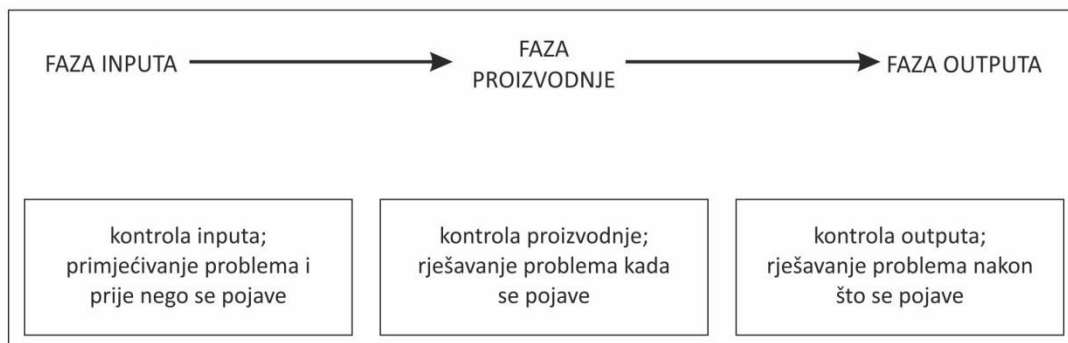 FAZA INPUTA
FAZA
PROIZVODNJE
FAZA OUTPUTA
kontrola inputa;
primjećivanje problema i
prije nego se pojave
kontrola proizvodnje;
rješavanje problema kada
se pojave
kontrola outputa;
rješavanje problema nakon
što se pojave